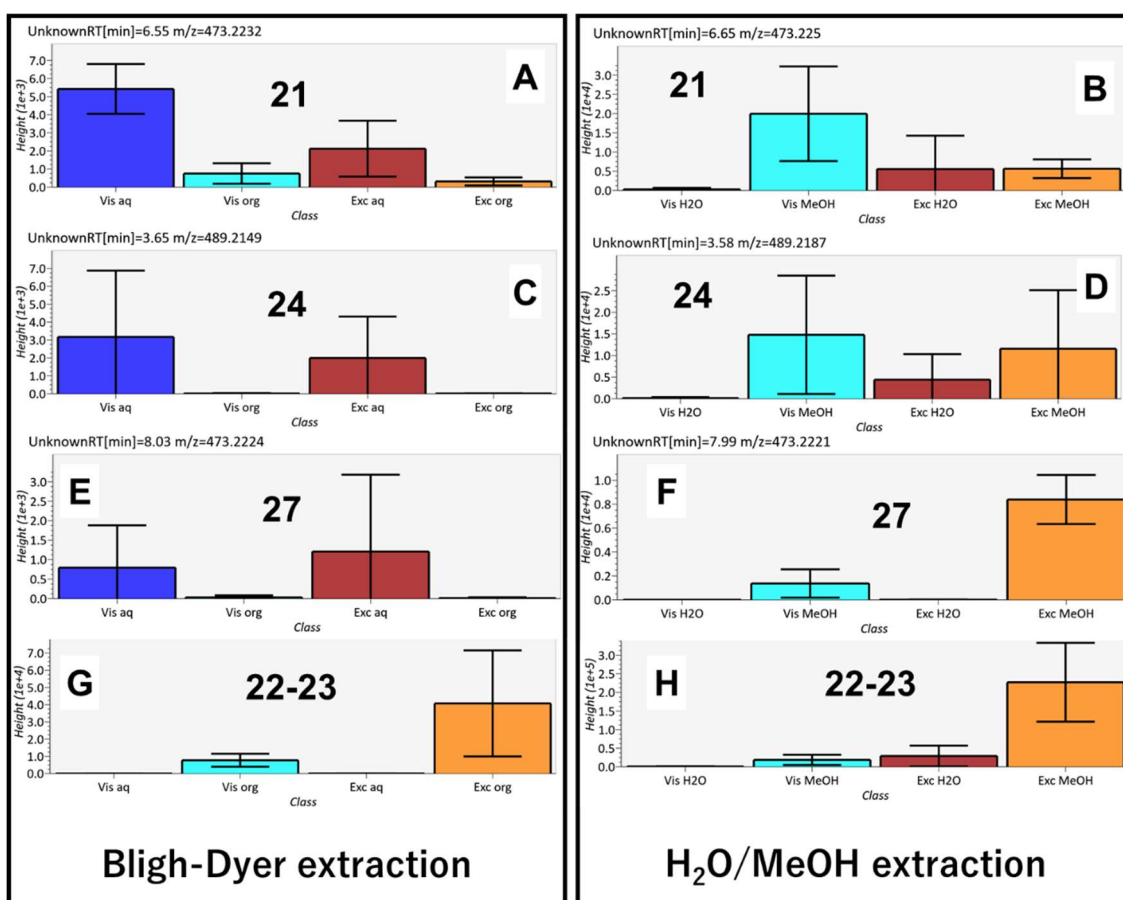 UnknownRT[min]=6.55 m/z=473.2232
Height (1e+3)
7.0
6.0
5.0
4.0
3.0
2.0
1.0
0.0
21
A
Vis aq Vis org Exc aq Exc org
Class
UnknownRT[min]=3.65 m/z=489.2149
Height (1e+3)
7.0
6.0
5.0
4.0
3.0
2.0
1.0
0.0
24
C
Vis aq Vis org Exc aq Exc org
Class
UnknownRT[min]=8.03 m/z=473.2224
Height (1e+3)
3.0
2.5
2.0
1.5
1.0
0.5
0.0
E
27
Vis aq Vis org Exc aq Exc org
Class
Height (1e+4)
7.0
6.0
5.0
4.0
3.0
2.0
1.0
0.0
G
22-23
Vis aq Vis org Exc aq Exc org
Class
Bligh-Dyer extraction
UnknownRT[min]=6.65 m/z=473.225
Height (1e+4)
3.0
2.5
2.0
1.5
1.0
0.5
0.0
21
B
Vis H2O Vis MeOH Exc H2O Exc MeOH
Class
UnknownRT[min]=3.58 m/z=489.2187
Height (1e+4)
2.5
2.0
1.5
1.0
0.5
0.0
24
D
Vis H2O Vis MeOH Exc H2O Exc MeOH
Class
UnknownRT[min]=7.99 m/z=473.2221
Height (1e+4)
1.0
0.8
0.6
0.4
0.2
0.0
F
27
Vis H2O Vis MeOH Exc H2O Exc MeOH
Class
Height (1e+5)
3.0
2.5
2.0
1.5
1.0
0.5
0.0
H
22-23
Vis H2O Vis MeOH Exc H2O Exc MeOH
Class
H₂O/MeOH extraction